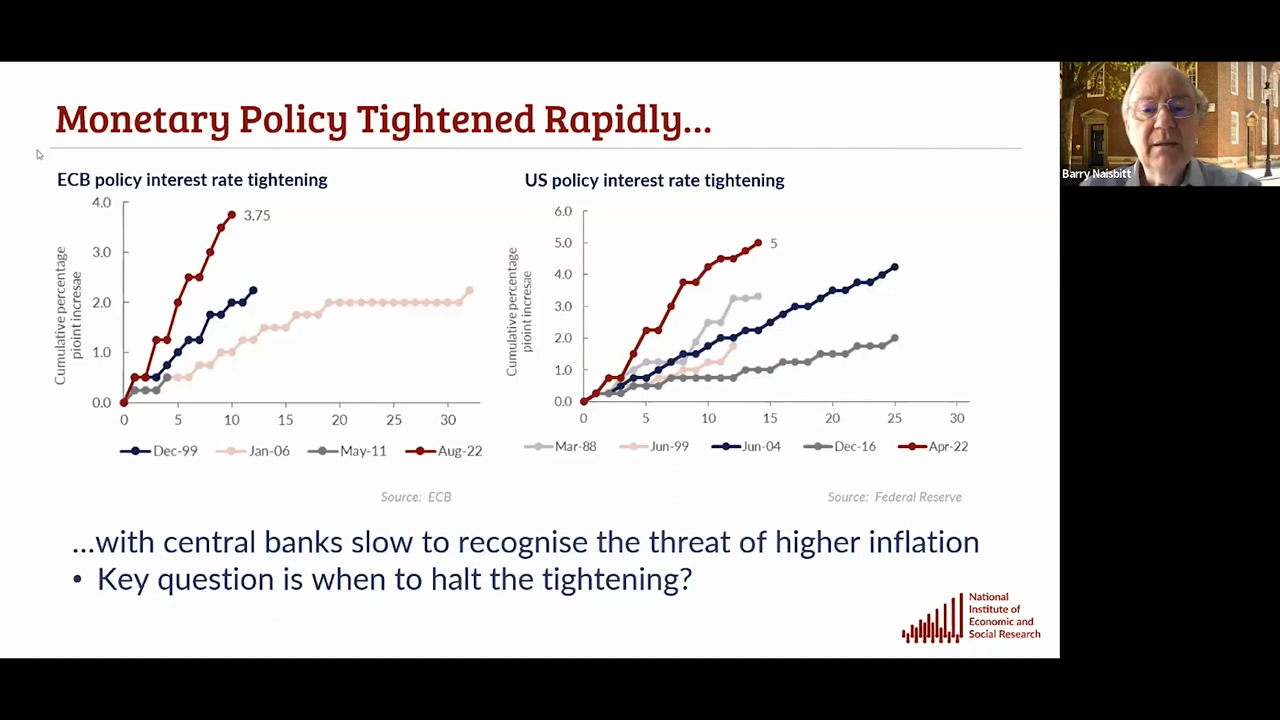 Monetary Policy Tightened Rapidly...
Barry Naisbitt
ECB policy interest rate tightening
US policy interest rate tightening
Cumulative percentage
pioint incresae
4.0
3.0
2.0
1.0
0.0
3.75
0 5 10 15 20 25 30
Dec-99 Jan-06 May-11 Aug-22
Source: ECB
Cumulative percentage
pioint incresae
6.0
5.0
4.0
3.0
2.0
1.0
0.0
5
0 5 10 15 20 25 30
Mar-88 Jun-99 Jun-04 Dec-16 Apr-22
Source: Federal Reserve
...with central banks slow to recognise the threat of higher inflation
• Key question is when to halt the tightening?
National
Institute of
Economic and
Social Research